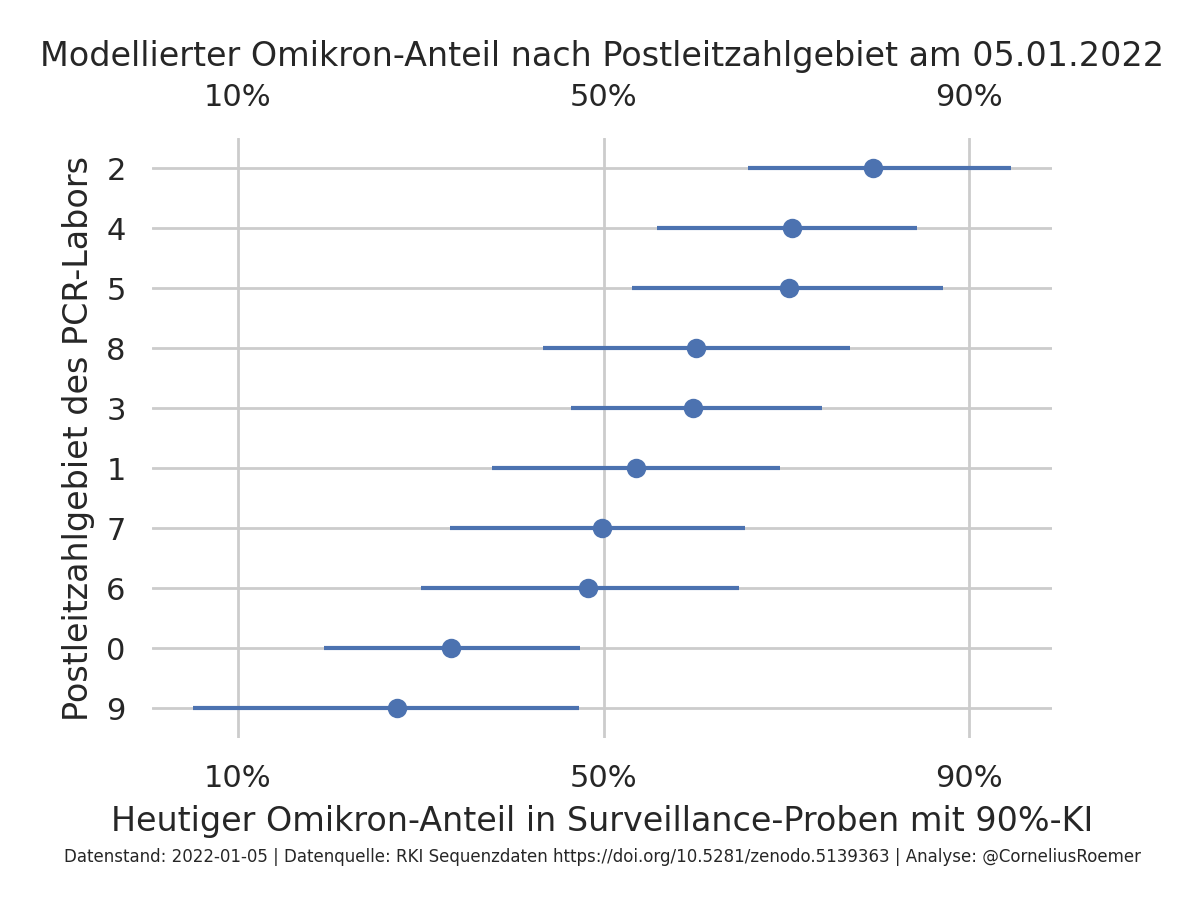 Modellierter Omikron-Anteil nach Postleitzahlgebiet am 05.01.2022
10% 50% 90%
Postleitzahlgebiet des PCR-Labors
2
4
5
8
3
1
7
6
0
9
10% 50% 90%
Heutiger Omikron-Anteil in Surveillance-Proben mit 90%-KI
Datenstand: 2022-01-05 | Datenquelle: RKI Sequenzdaten https://doi.org/10.5281/zenodo.5139363 | Analyse: @CorneliusRoemer